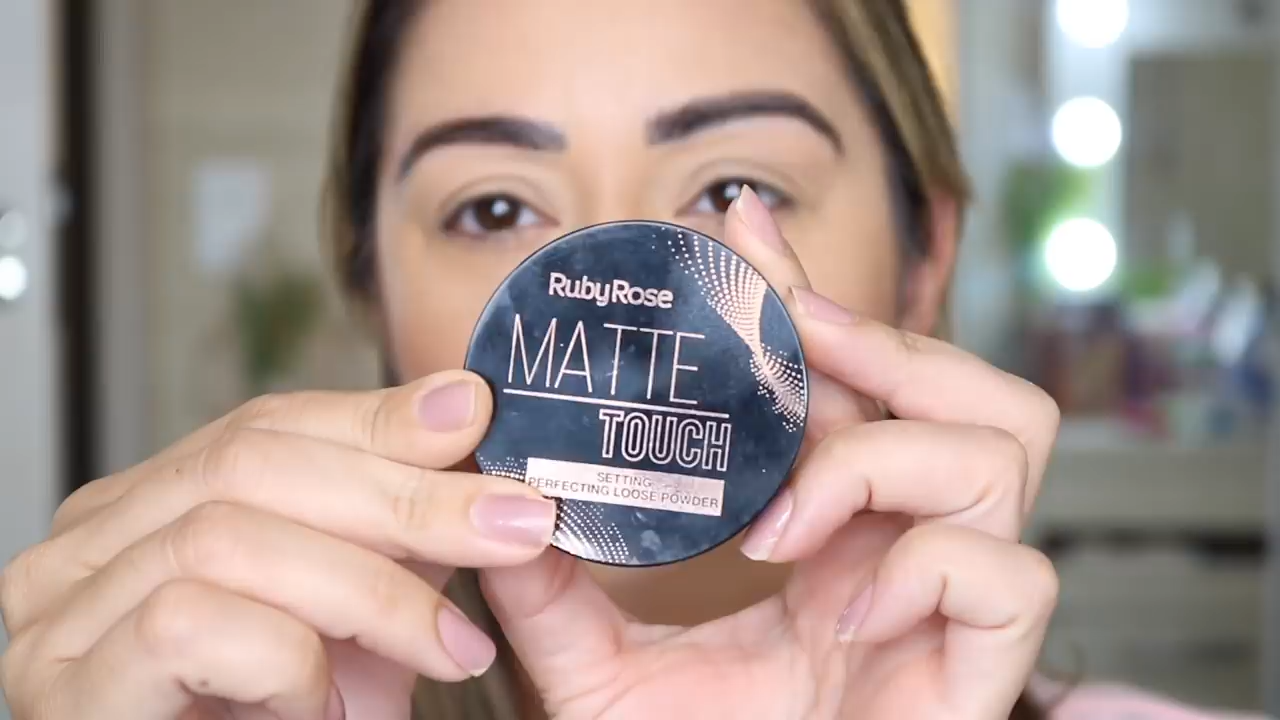 RubyRose
MATTE
TOUCH
SETTING
PERFECTING LOOSE POWDER